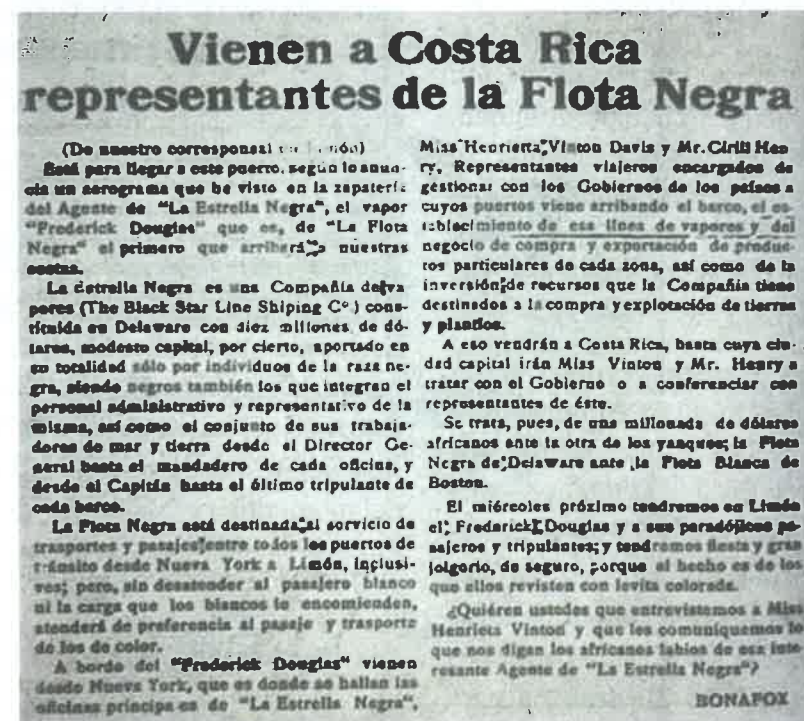 Vienen a Costa Rica
representantes de la Flota Negra
(De nuestro corresponsal en Limón)
Está para llegar a este puerto, según lo anun-
cia un aerograma que he visto en la zapatería
del Agente de "La Estrella Negra", el vapor
"Frederick Douglas" que es, de "La Flota
Negra" el primero que arribará a nuestras
costas.
La estrella Negra es una Compañía de va
pores (The Black Star Line Shiping Cº) cons-
tituida en Delaware con diez millones de dó-
lares, modesto capital, por cierto, aportado en
su totalidad sólo por individuos de la raza ne-
gra, siendo negros también los que integran el
personal administrativo y representativo de la
misma, así como el conjunto de sus trabaja-
dores de mar y tierra desde el Director Ge-
neral hasta el mandadero de cada oficina, y
desde el Capitán hasta el último tripulante de
cada barco.
La Flota Negra está destinada al servicio de
transportes y pasajes entre todos los puertos de
tránsito desde Nueva York a Limón, inclusi-
ves; pero, sin desatender al pasajero blanco
ni la carga que los blancos le encomienden,
atenderá de preferencia al pasaje y transporte
de los de color.
A bordo del "Frederick Douglas" vienen
desde Nueva York, que es donde se hallan las
oficinas principa es de "La Estrella Negra",
Miss Henrietta Vinton Davis y Mr. Cirill Hen
ry, Representantes viajeros encargados de
gestionar con los Gobiernos de los países a
cuyos puertos viene arribando el barco, el es-
tablecimiento de esa línea de vapores y del
negocio de compra y exportación de produc-
tos particulares de cada zona, así como de la
inversión de recursos que la Compañía tiene
destinados a la compra y explotación de tierras
y plantíos.
A eso vendrán a Costa Rica, hasta cuya ciu-
dad capital irán Miss Vinton y Mr. Henry a
tratar con el Gobierno o a conferenciar con
representantes de éste.
Se trata, pues, de una millonada de dólares
africanos ante la otra de los yanques; la Flota
Negra de Delaware ante la Flota Blanca de
Boston.
El miércoles próximo tendremos en Limón
el Frederick Douglas y a sus paradójicos pa-
sajeros y tripulantes; y tendremos fiesta y gran
jolgorio, de seguro, porque el hecho es de los
que ellos revisten con levita colorada.
¿Quiéren ustedes que entrevistemos a Miss
Henrieta Vinton y que les comuniquemos lo
que nos digan los africanos labios de esa inte-
resante Agente de "La Estrella Negra"?
BONAFOX